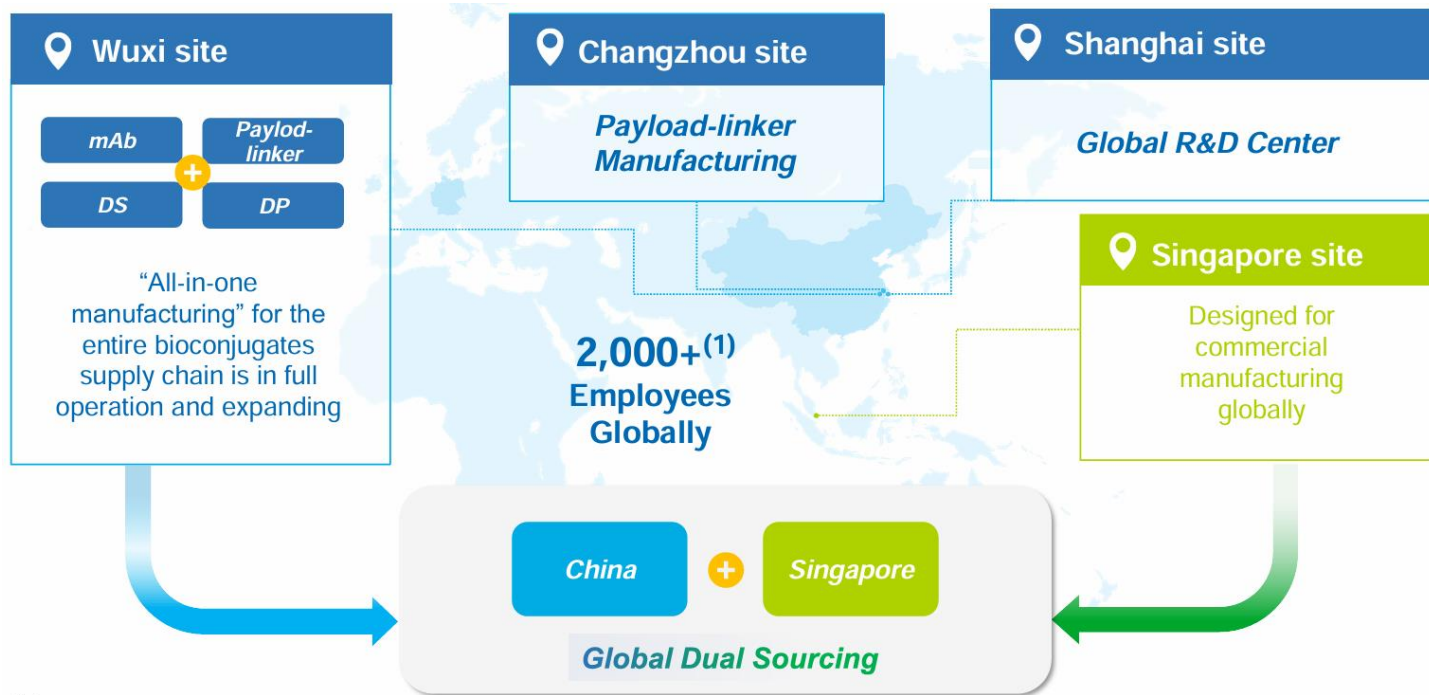 Wuxi site
mAb
Paylod-
linker
+
DS
DP
“All-in-one
manufacturing” for the
entire bioconjugates
supply chain is in full
operation and expanding
Changzhou site
Payload-linker
Manufacturing
Shanghai site
Global R&D Center
Singapore site
Designed for
commercial
manufacturing
globally
2,000+(1)
Employees
Globally
China
+
Singapore
Global Dual Sourcing